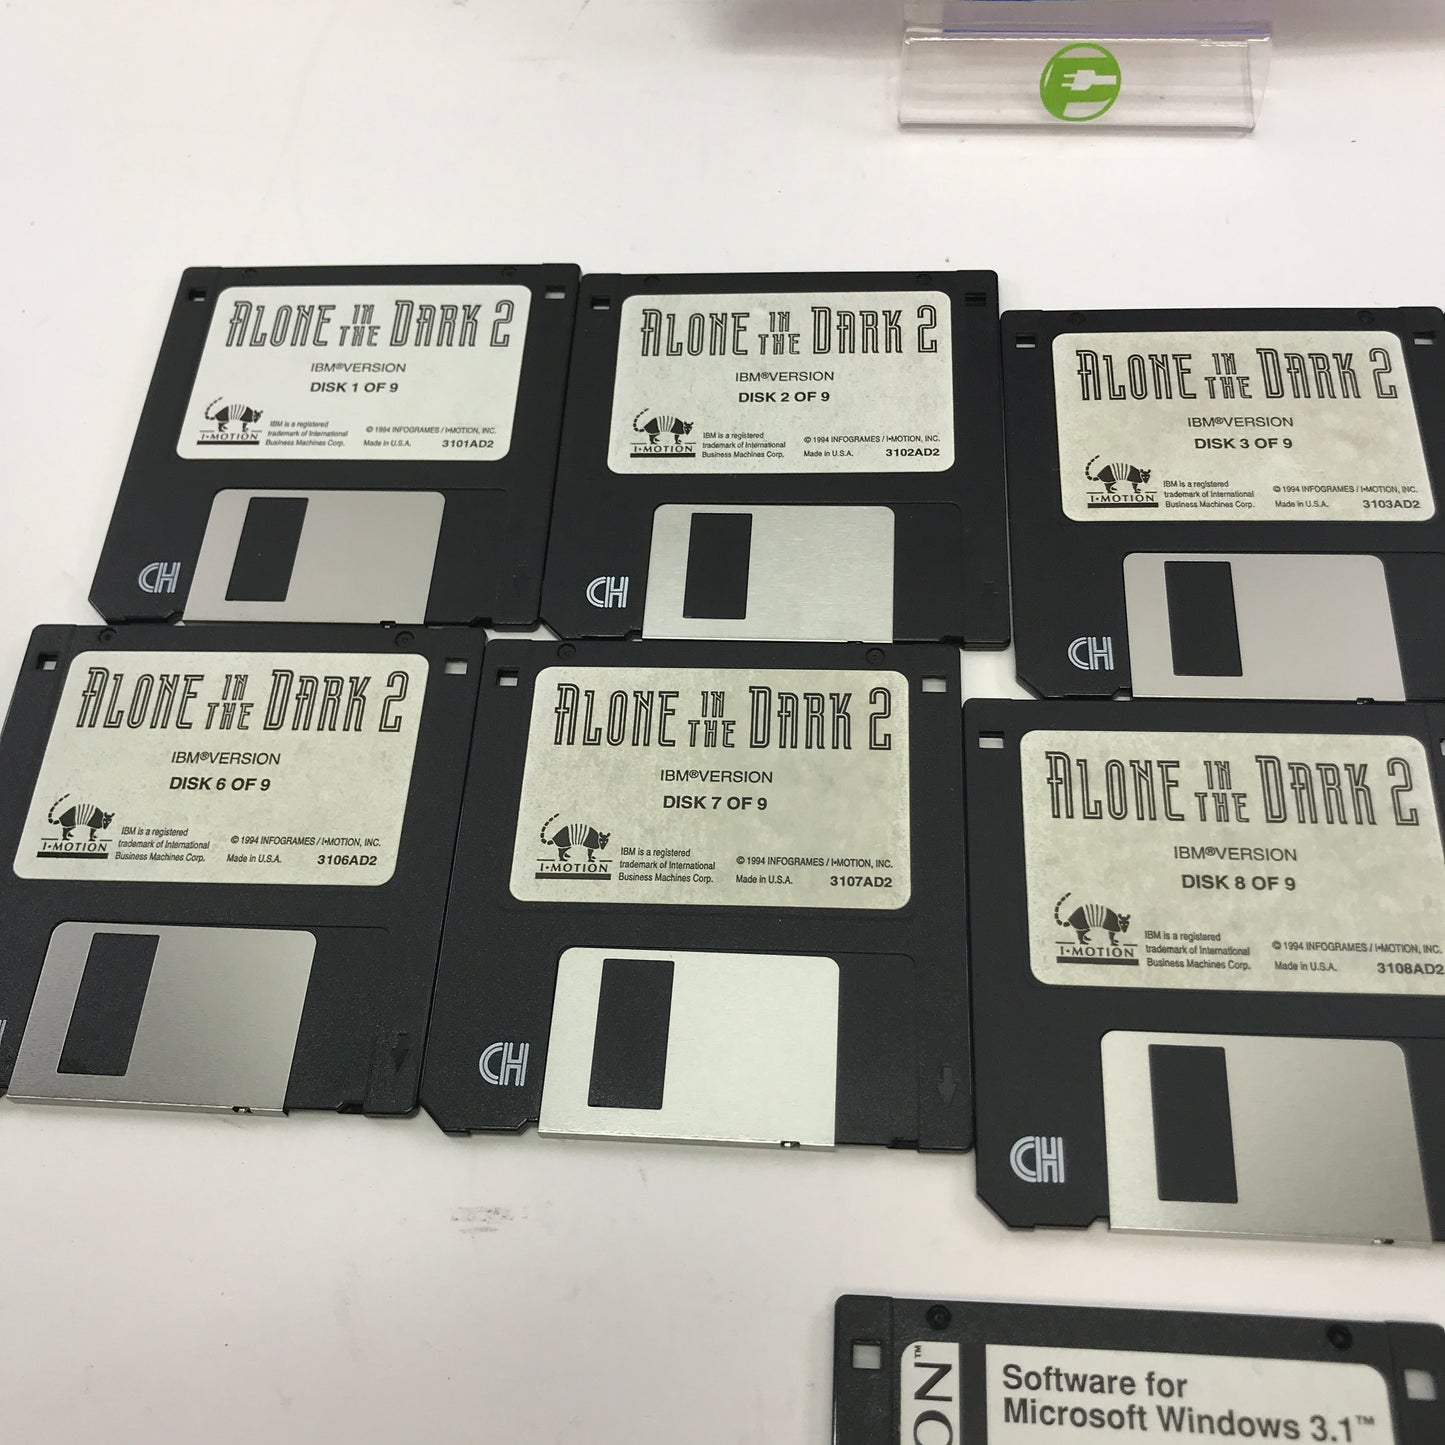 ALONE IN THE DARK 2
IBM®VERSION
DISK 1 OF 9
I•MOTION
IBM is a registered
trademark of International
Business Machines Corp.
© 1994 INFOGRAMES / I•MOTION, INC.
Made in U.S.A. 3101AD2
CH
ALONE IN THE DARK 2
IBM®VERSION
DISK 2 OF 9
I•MOTION
IBM is a registered
trademark of International
Business Machines Corp.
© 1994 INFOGRAMES / I•MOTION, INC.
Made in U.S.A. 3102AD2
CH
ALONE IN THE DARK 2
IBM®VERSION
DISK 3 OF 9
I•MOTION
IBM is a registered
trademark of International
Business Machines Corp.
© 1994 INFOGRAMES / I•MOTION, INC.
Made in U.S.A. 3103AD2
CH
ALONE IN THE DARK 2
IBM®VERSION
DISK 6 OF 9
I•MOTION
IBM is a registered
trademark of International
Business Machines Corp.
© 1994 INFOGRAMES / I•MOTION, INC.
Made in U.S.A. 3106AD2
ALONE IN THE DARK 2
IBM®VERSION
DISK 7 OF 9
I•MOTION
IBM is a registered
trademark of International
Business Machines Corp.
© 1994 INFOGRAMES / I•MOTION, INC.
Made in U.S.A. 3107AD2
CH
ALONE IN THE DARK 2
IBM®VERSION
DISK 8 OF 9
I•MOTION
IBM is a registered
trademark of International
Business Machines Corp.
© 1994 INFOGRAMES / I•MOTION, INC.
Made in U.S.A. 3108AD2
CH
Software for
Microsoft Windows 3.1™